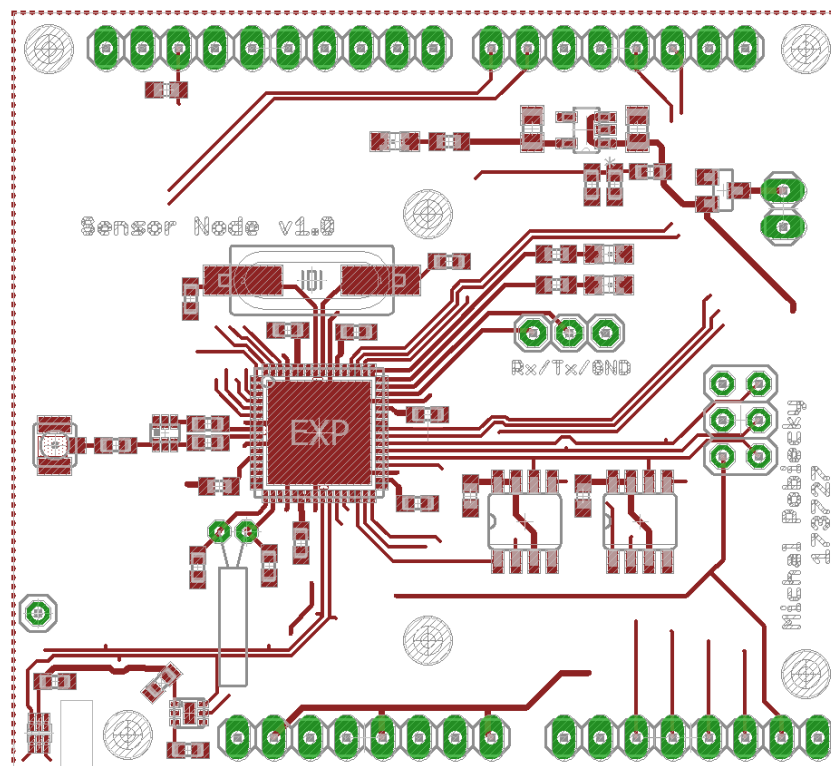 Sensor Node v1.0
Rx/Tx/GND
EXP
Michal Pobiecky
173727